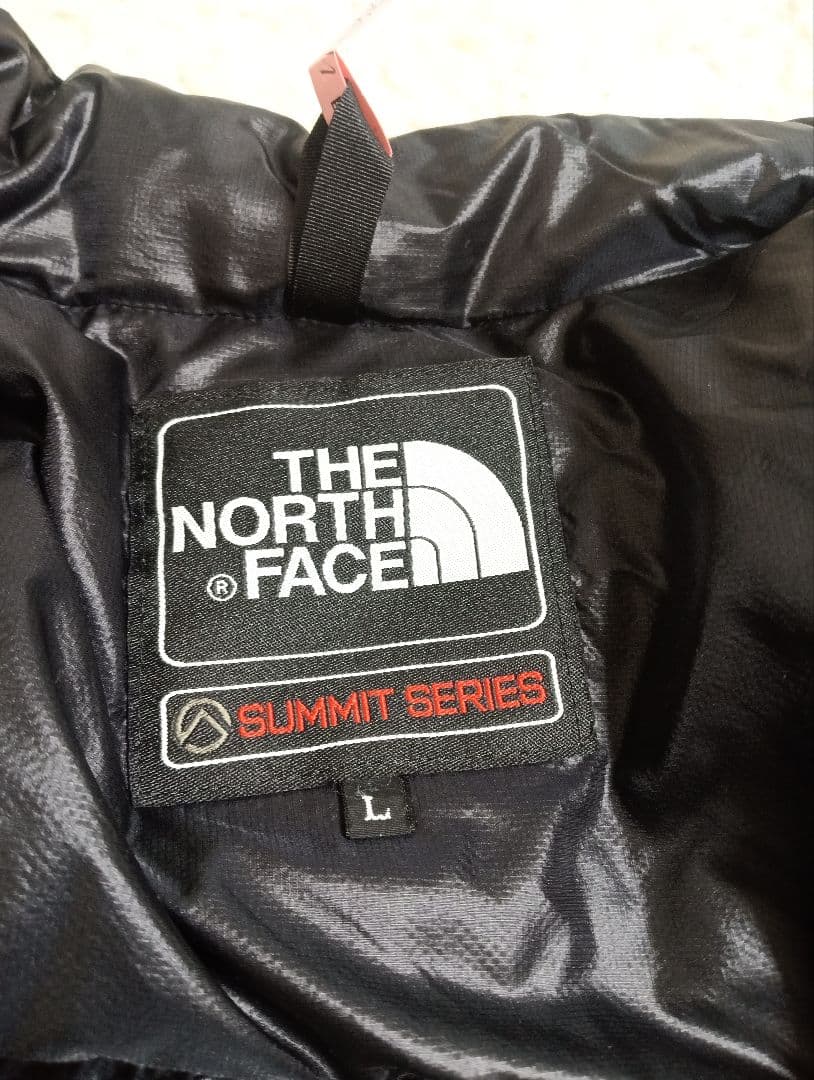 THE
NORTH
® FACE
SUMMIT SERIES
L